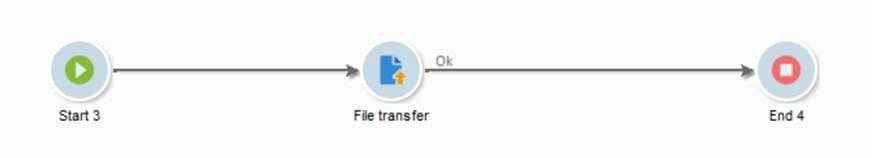 Ok
Start 3
File transfer
End 4